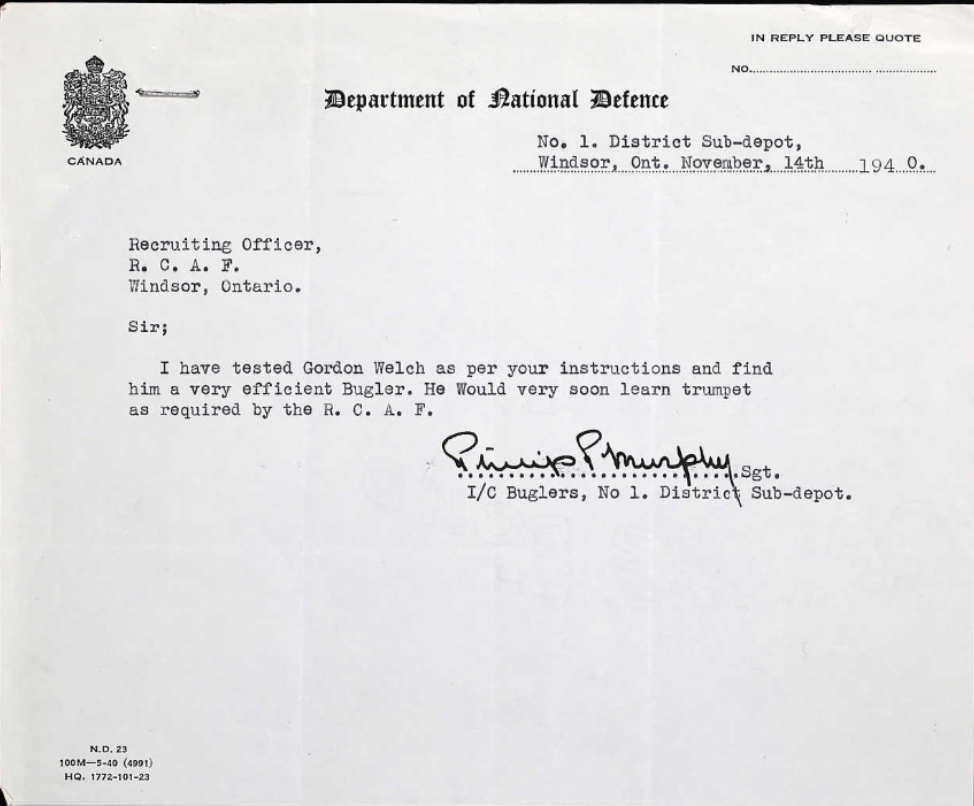 IN REPLY PLEASE QUOTE
NO.
CANADA
Department of National Defence
No. 1. District Sub-depot,
Windsor, Ont. November, 14th 1940.
Recruiting Officer,
R. C. A. F.
Windsor, Ontario.
Sir;
I have tested Gordon Welch as per your instructions and find
him a very efficient Bugler. He Would very soon learn trumpet
as required by the R. C. A. F.
Philip P Murphy Sgt.
I/C Buglers, No 1. District Sub-depot.
N.D. 23
100M—5-40 (4991)
HQ. 1772-101-23